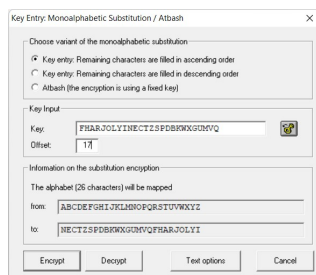 Key Entry: Monoalphabetic Substitution / Atbash
Choose variant of the monoalphabetic substitution
Key entry: Remaining characters are filled in ascending order
Key entry: Remaining characters are filled in descending order
Atbash (the encryption is using a fixed key)
Key Input
Key: FHARJOLYINECTZSPDBKWXGUMVQ
Offset: 17
Information on the substitution encryption
The alphabet (26 characters) will be mapped
from: ABCDEFGHIJKLMNOPQRSTUVWXYZ
to: NECTZSPDBKWXGUMVQFHARJOLYI
Encrypt Decrypt Text options Cancel